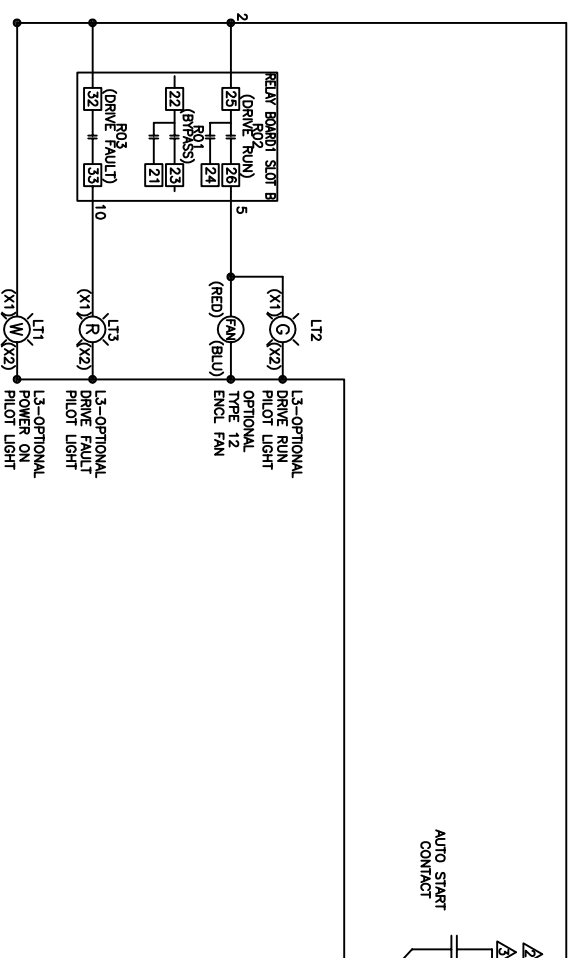 2
3
AUTO START
CONTACT
LT2
(X1) G (X2)
L3-OPTIONAL
DRIVE RUN
PILOT LIGHT
RELAY BOARD1 SLOT B
2
RO2
25
(DRIVE RUN)
26
24
5
(RED) FAN (BLU)
OPTIONAL
TYPE 12
ENCL FAN
RO1
22
(BYPASS)
23
21
RO3
32
(DRIVE FAULT)
33
10
LT3
(X1) R (X2)
L3-OPTIONAL
DRIVE FAULT
PILOT LIGHT
LT1
(X1) W (X2)
L3-OPTIONAL
POWER ON
PILOT LIGHT